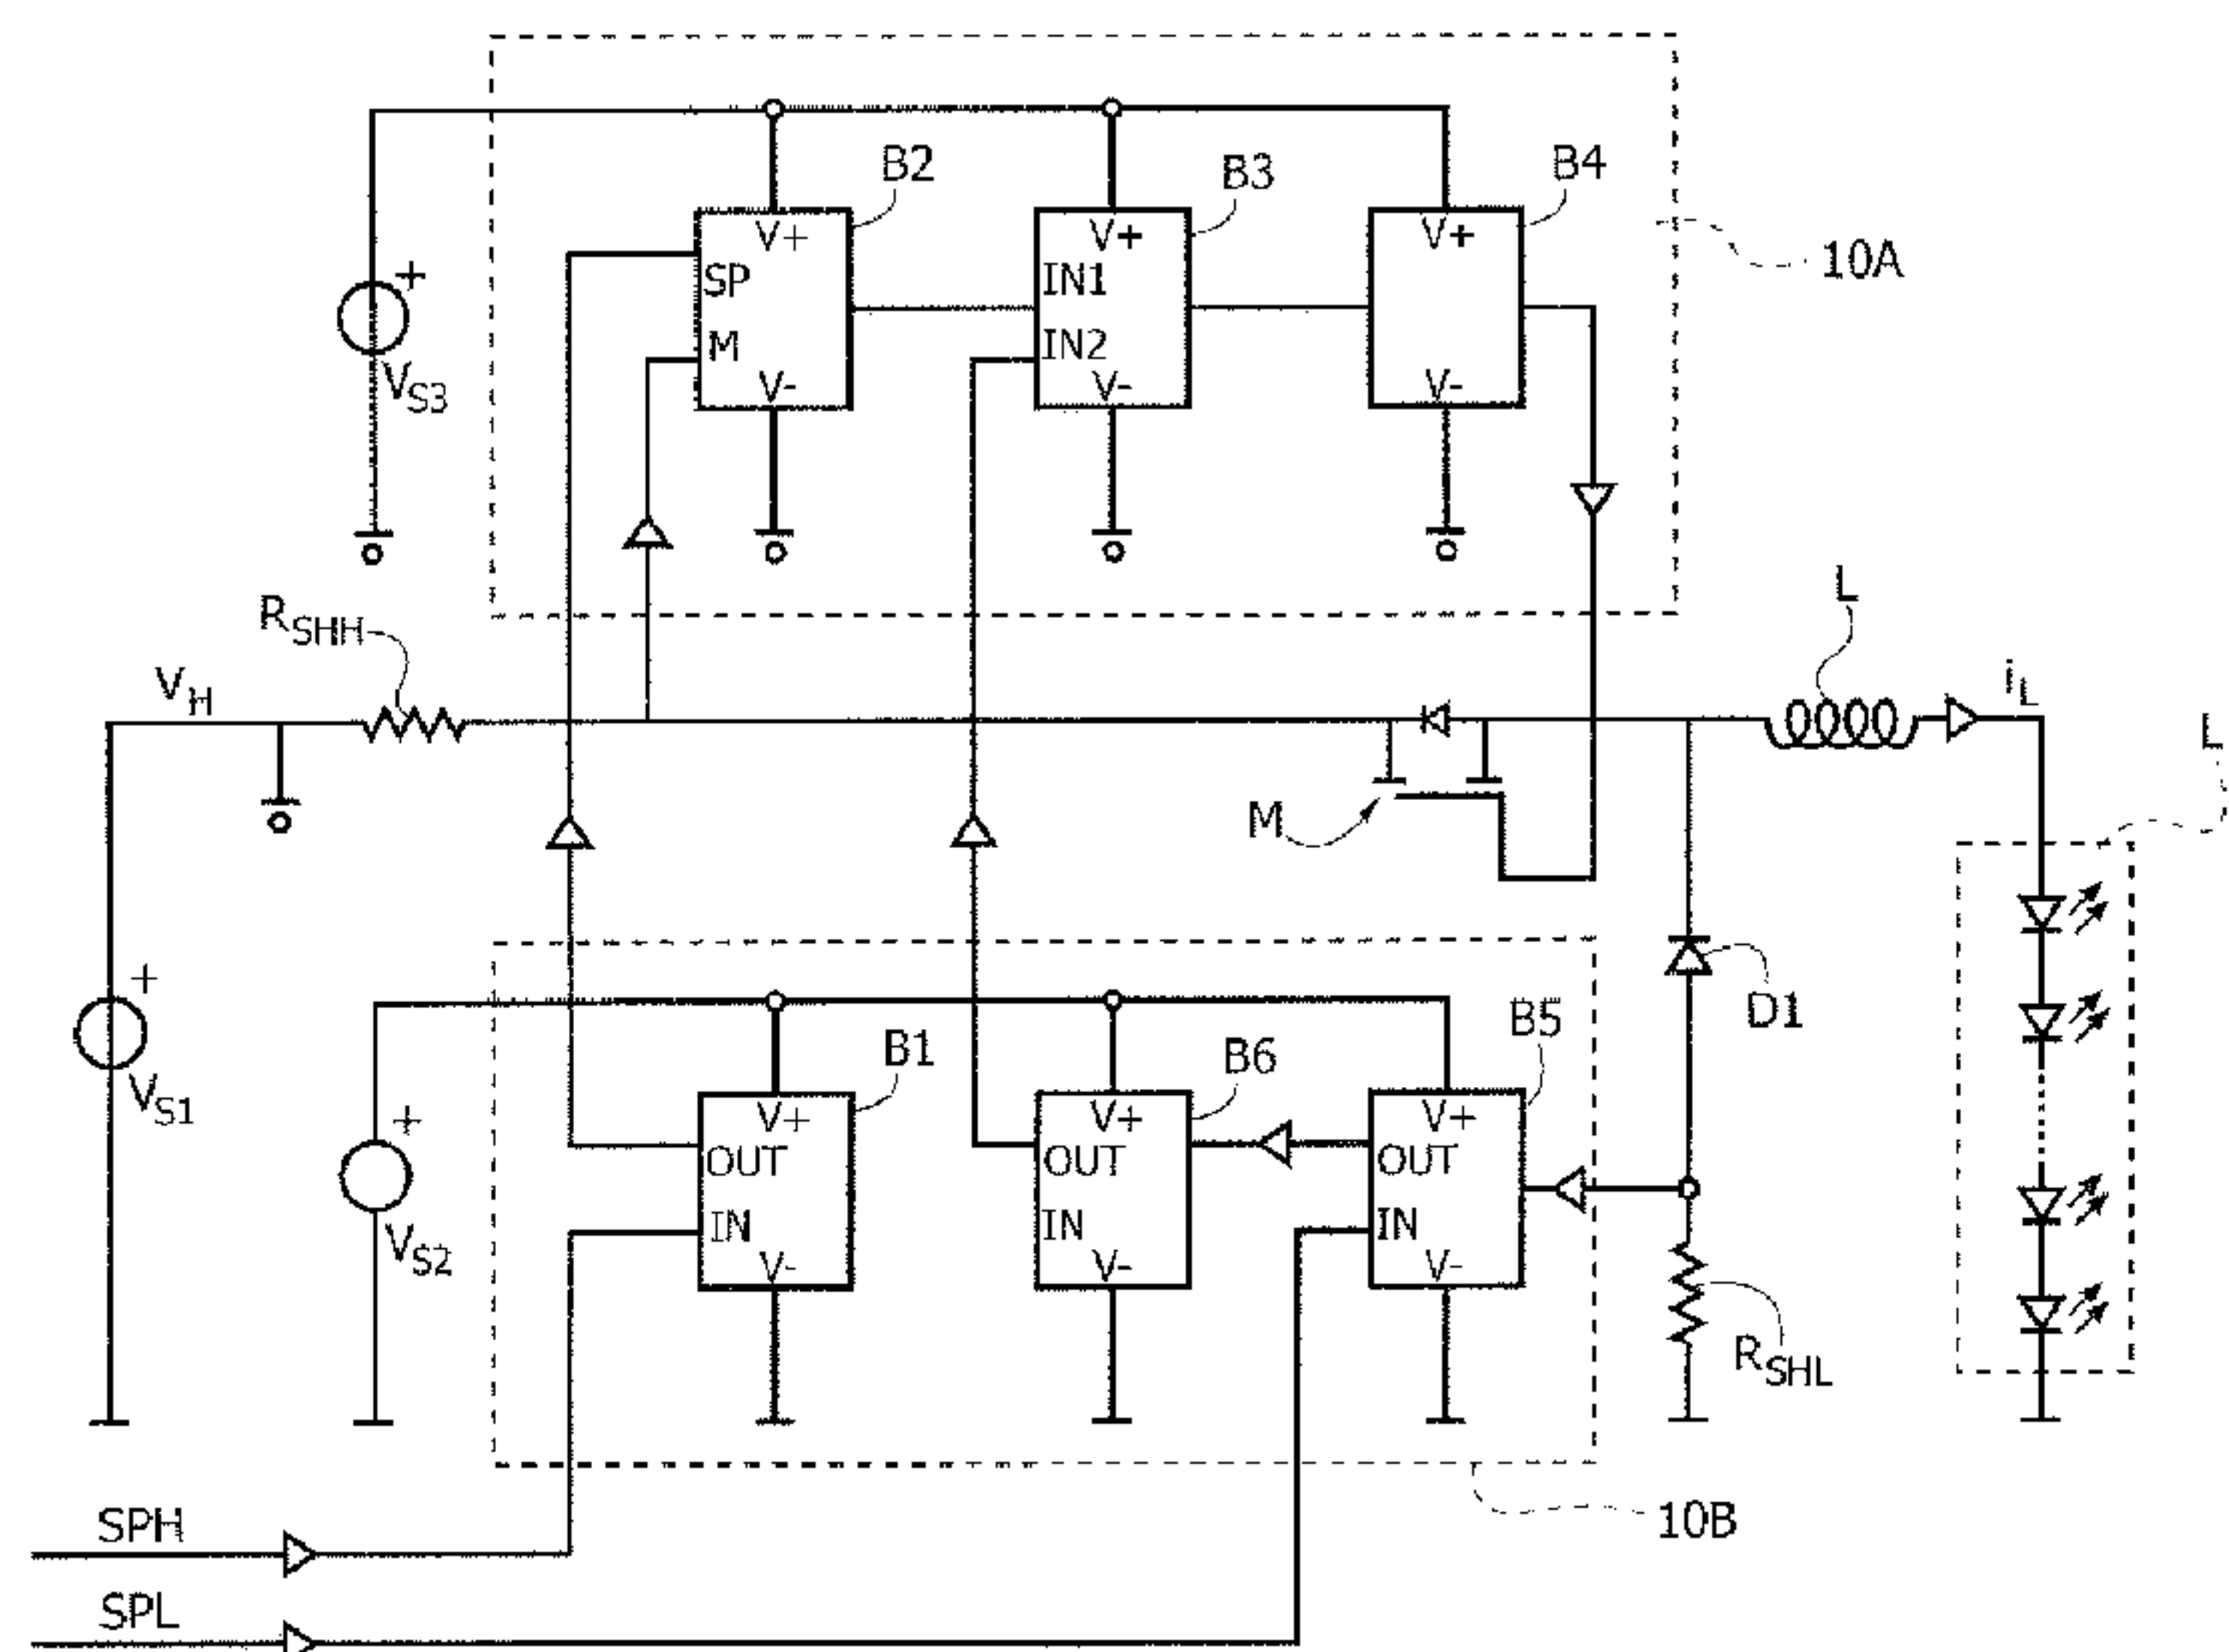 B2
B3
B4
V+
V+
V+
10A
SP
IN1
+
M
IN2
V-
V-
V-
VS3
RSHH
L
VH
iL
L
M
+
D1
B1
B6
B5
VS1
+
V+
V+
V+
OUT
OUT
OUT
IN
IN
IN
VS2
V-
V-
V-
RSHL
SPH
10B
SPL